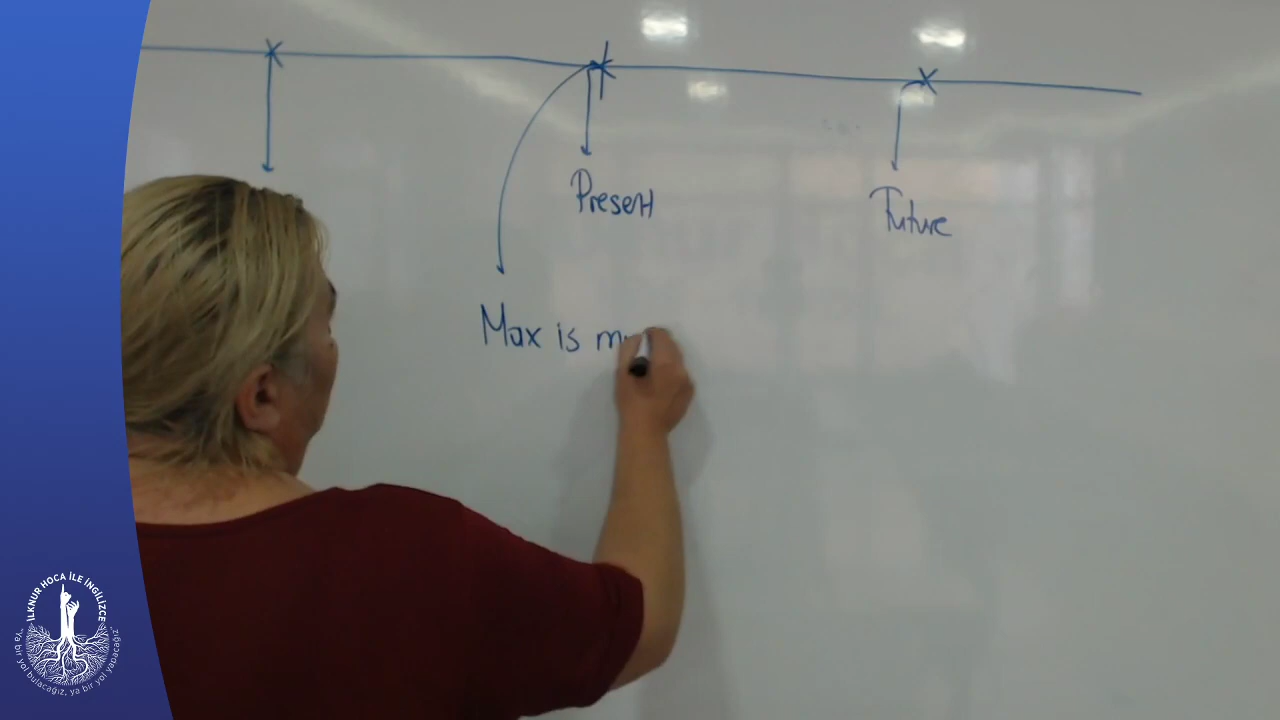 Present
Future
Max is
İLKNUR HOCA İLE İNGİLİZCE
"Ya bir yol bulacağız, ya bir yol yapacağız"